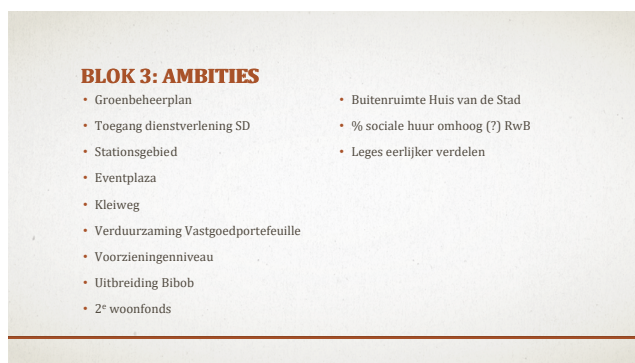 BLOK 3: AMBITIES
• Groenbeheerplan
• Toegang dienstverlening SD
• Stationsgebied
• Eventplaza
• Kleiweg
• Verduurzaming Vastgoedportefeuille
• Voorzieningenniveau
• Uitbreiding Bibob
• 2ᵉ woonfonds
• Buitenruimte Huis van de Stad
• % sociale huur omhoog (?) RwB
• Leges eerlijker verdelen